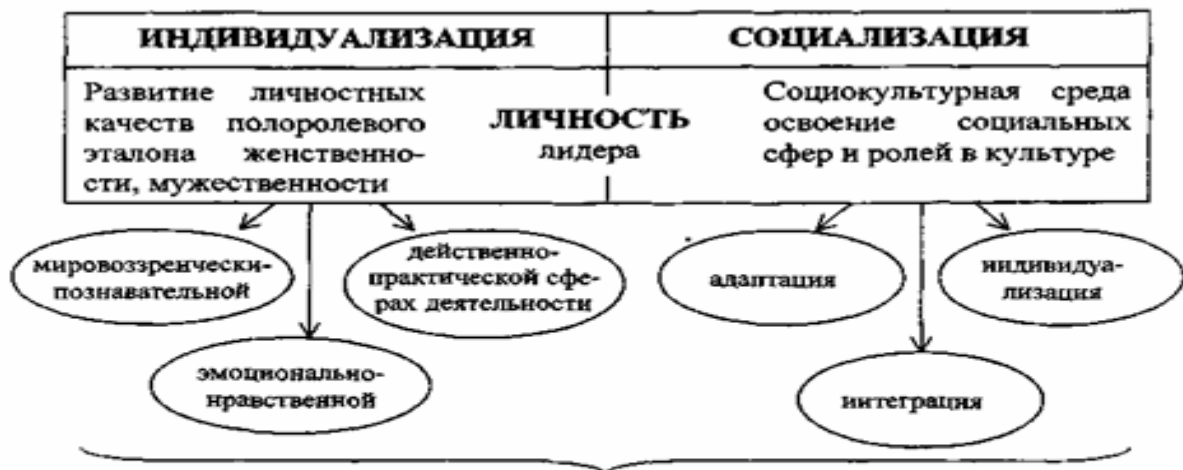 ИНДИВИДУАЛИЗАЦИЯ
СОЦИАЛИЗАЦИЯ
Развитие личностных
качеств полоролевого
эталона женственно-
сти, мужественности
ЛИЧНОСТЬ
лидера
Социокультурная среда
освоение социальных
сфер и ролей в культуре
мировоззренчески-
познавательной
действенно-
практической сфе-
рах деятельности
эмоционально-
нравственной
адаптация
индивидуа-
лизация
интеграция